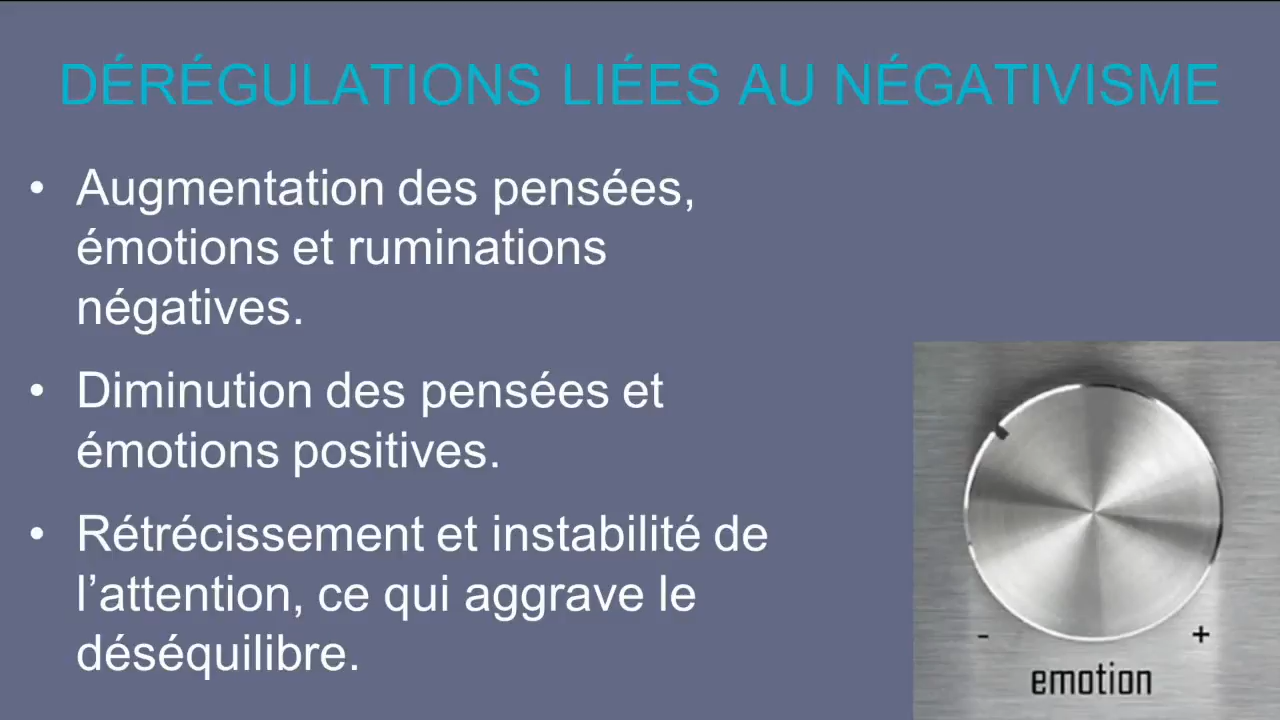 DÉRÉGULATIONS LIÉES AU NÉGATIVISME
• Augmentation des pensées,
émotions et ruminations
négatives.
• Diminution des pensées et
émotions positives.
• Rétrécissement et instabilité de
l’attention, ce qui aggrave le
déséquilibre.
- +
emotion